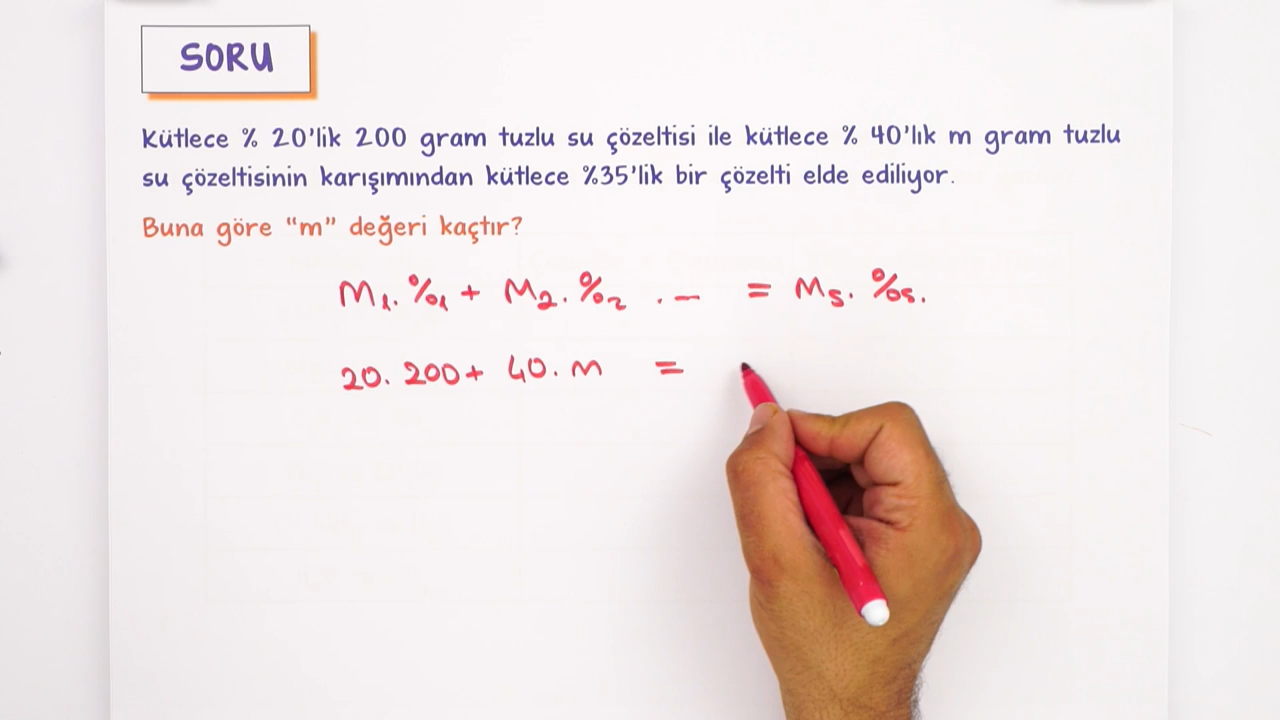 SORU
Kütlece % 20'lik 200 gram tuzlu su çözeltisi ile kütlece % 40'lık m gram tuzlu
su çözeltisinin karışımından kütlece %35'lik bir çözelti elde ediliyor.
Buna göre "m" değeri kaçtır?
M₁. %₁ + M₂. %₂ . – = Mₛ. %ₛ.
20. 200 + 40. m =